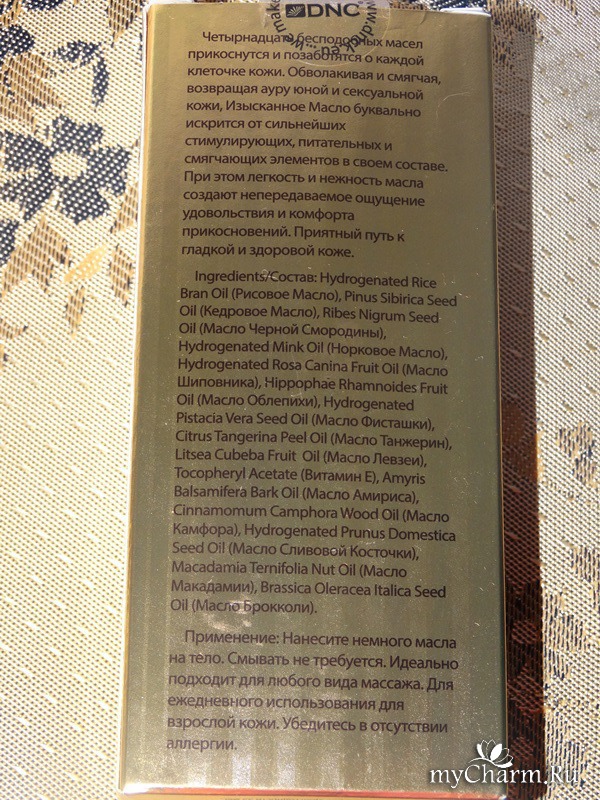 DNC
Четырнадцать бесподобных масел
прикоснутся и позаботятся о каждой
клеточке кожи. Обволакивая и смягчая,
возвращая ауру юной и сексуальной
кожи, Изысканное Масло буквально
искрится от сильнейших
стимулирующих, питательных и
смягчающих элементов в своем составе.
При этом легкость и нежность масла
создают непередаваемое ощущение
удовольствия и комфорта
прикосновений. Приятный путь к
гладкой и здоровой коже.
Ingredients/Состав: Hydrogenated Rice
Bran Oil (Рисовое Масло), Pinus Sibirica Seed
Oil (Кедровое Масло), Ribes Nigrum Seed
Oil (Масло Черной Смородины),
Hydrogenated Mink Oil (Норковое Масло),
Hydrogenated Rosa Canina Fruit Oil (Масло
Шиповника), Hippophae Rhamnoides Fruit
Oil (Масло Облепихи), Hydrogenated
Pistacia Vera Seed Oil (Масло Фисташки),
Citrus Tangerina Peel Oil (Масло Танжерин),
Litsea Cubeba Fruit Oil (Масло Левзеи),
Tocopheryl Acetate (Витамин Е), Amyris
Balsamifera Bark Oil (Масло Амириса),
Cinnamomum Camphora Wood Oil (Масло
Камфора), Hydrogenated Prunus Domestica
Seed Oil (Масло Сливовой Косточки),
Macadamia Ternifolia Nut Oil (Масло
Макадамии), Brassica Oleracea Italica Seed
Oil (Масло Брокколи).
Применение: Нанесите немного масла
на тело. Смывать не требуется. Идеально
подходит для любого вида массажа. Для
ежедневного использования для
взрослой кожи. Убедитесь в отсутствии
аллергии.
myCharm.Ru